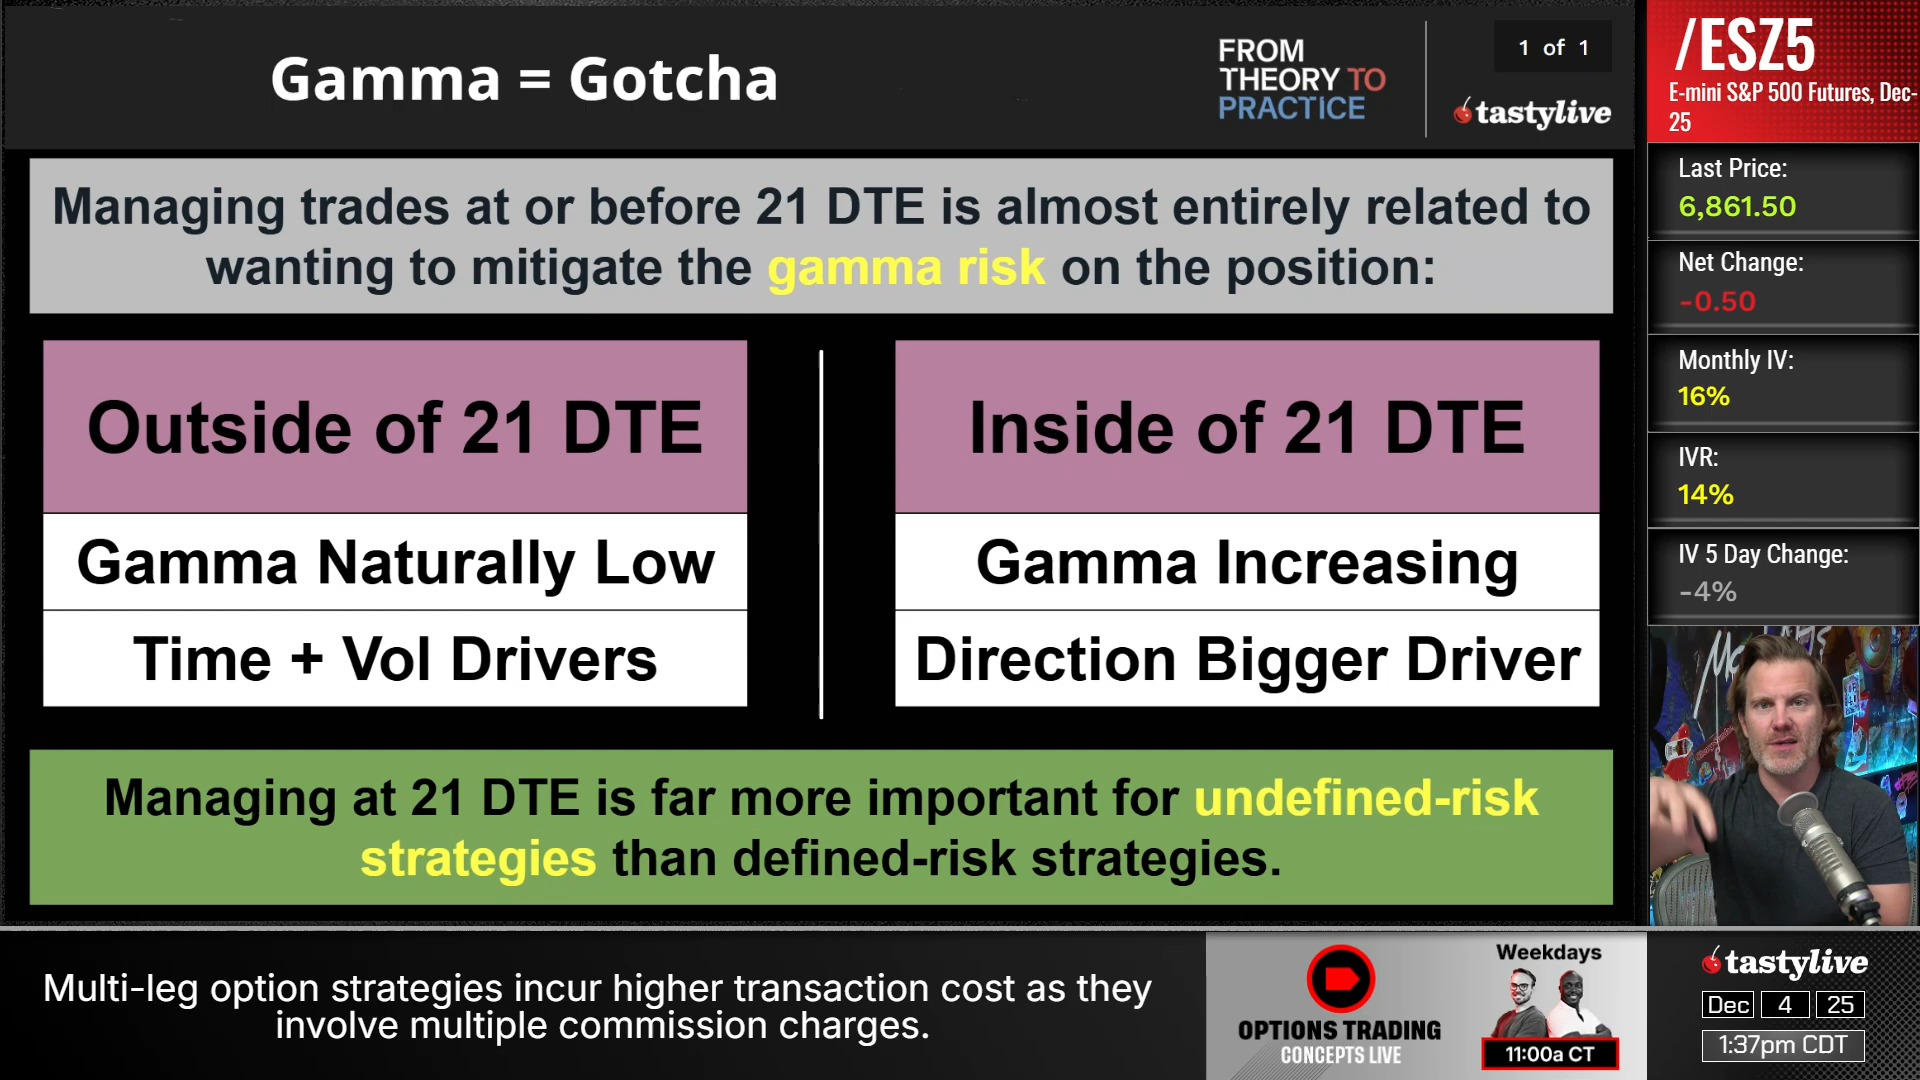 Gamma = Gotcha
FROM
THEORY TO
PRACTICE
1 of 1
tastylive
Managing trades at or before 21 DTE is almost entirely related to
wanting to mitigate the gamma risk on the position:
Outside of 21 DTE
Gamma Naturally Low
Time + Vol Drivers
Inside of 21 DTE
Gamma Increasing
Direction Bigger Driver
Managing at 21 DTE is far more important for undefined-risk
strategies than defined-risk strategies.
/ESZ5
E-mini S&P 500 Futures, Dec-
25
Last Price:
6,861.50
Net Change:
-0.50
Monthly IV:
16%
IVR:
14%
IV 5 Day Change:
-4%
Multi-leg option strategies incur higher transaction cost as they
involve multiple commission charges.
OPTIONS TRADING
CONCEPTS LIVE
Weekdays
11:00a CT
tastylive
Dec 4 25
1:37pm CDT